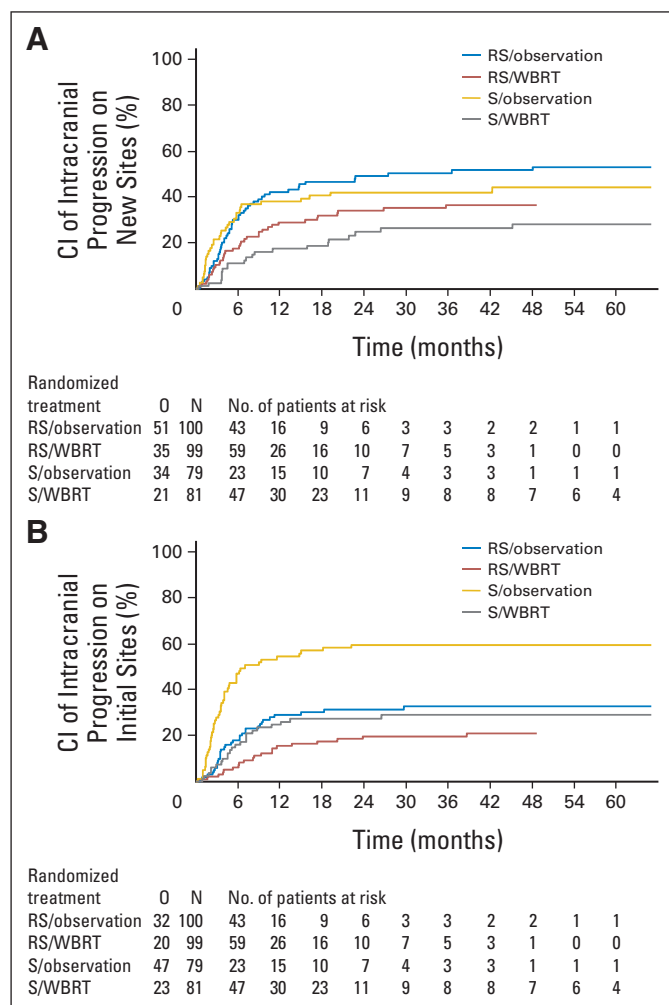 A
CI of Intracranial
Progression on
New Sites (%)
100
80
60
40
20
0
6
12
18
24
30
36
42
48
54
60
Time (months)
RS/observation
RS/WBRT
S/observation
S/WBRT
Randomized
treatment O N No. of patients at risk
RS/observation 51 100 43 16 9 6 3 3 2 2 1 1
RS/WBRT 35 99 59 26 16 10 7 5 3 1 0 0
S/observation 34 79 23 15 10 7 4 3 3 1 1 1
S/WBRT 21 81 47 30 23 11 9 8 8 7 6 4
B
CI of Intracranial
Progression on
Initial Sites (%)
100
80
60
40
20
0
6
12
18
24
30
36
42
48
54
60
Time (months)
RS/observation
RS/WBRT
S/observation
S/WBRT
Randomized
treatment O N No. of patients at risk
RS/observation 32 100 43 16 9 6 3 3 2 2 1 1
RS/WBRT 20 99 59 26 16 10 7 5 3 1 0 0
S/observation 47 79 23 15 10 7 4 3 3 1 1 1
S/WBRT 23 81 47 30 23 11 9 8 8 7 6 4